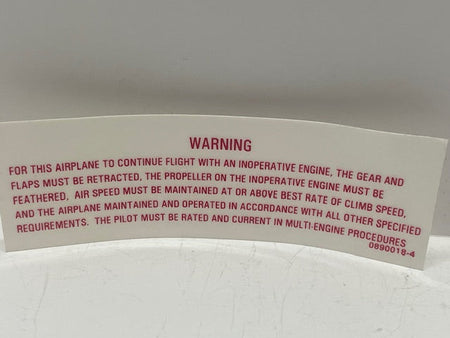 WARNING
FOR THIS AIRPLANE TO CONTINUE FLIGHT WITH AN INOPERATIVE ENGINE, THE GEAR AND
FLAPS MUST BE RETRACTED, THE PROPELLER ON THE INOPERATIVE ENGINE MUST BE
FEATHERED, AIR SPEED MUST BE MAINTAINED AT OR ABOVE BEST RATE OF CLIMB SPEED,
AND THE AIRPLANE MAINTAINED AND OPERATED IN ACCORDANCE WITH ALL OTHER SPECIFIED
REQUIREMENTS. THE PILOT MUST BE RATED AND CURRENT IN MULTI-ENGINE PROCEDURES
0890018-4